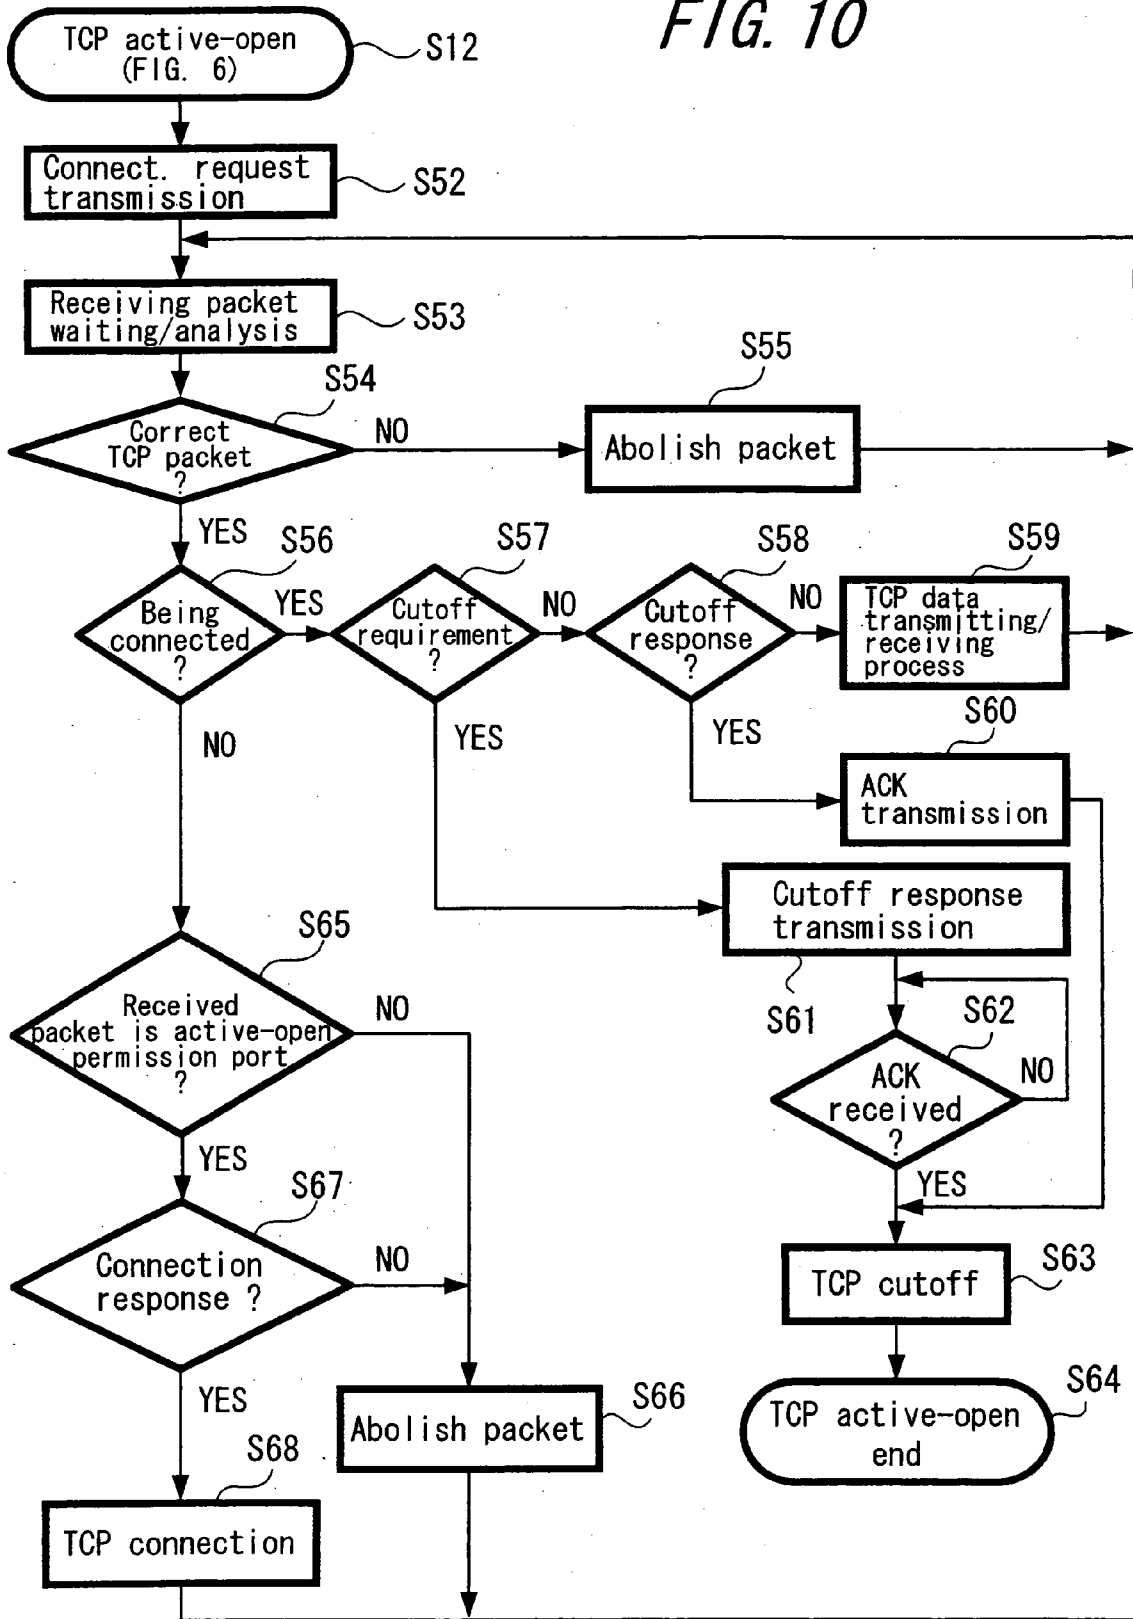 FIG. 10
TCP active-open
(FIG. 6)
S12
Connect. request
transmission
S52
Receiving packet
waiting/analysis
S53
S54
Correct
TCP packet
?
NO
S55
Abolish packet
YES
S56
Being
connected
?
YES
S57
Cutoff
requirement
?
NO
S58
Cutoff
response
?
NO
S59
TCP data
transmitting/
receiving
process
NO
YES
YES
S60
ACK
transmission
Cutoff response
transmission
S61
S62
ACK
received
?
NO
YES
S65
Received
packet is active-open
permission port
?
NO
YES
S67
Connection
response ?
NO
YES
S63
TCP cutoff
S64
TCP active-open
end
S66
Abolish packet
S68
TCP connection